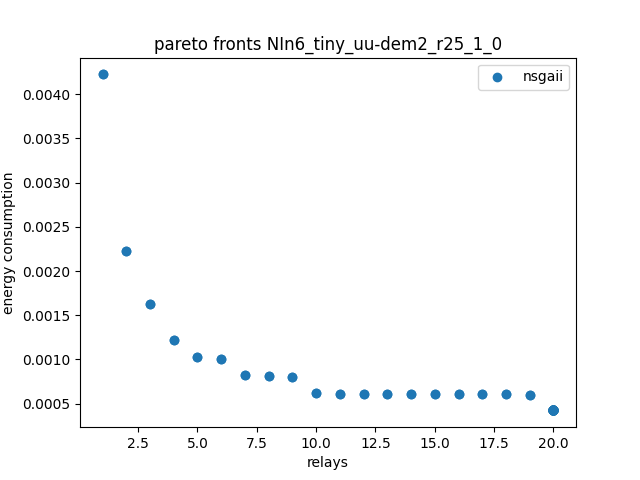 pareto fronts NIn6_tiny_uu-dem2_r25_1_0
nsgaii
energy consumption
0.0040
0.0035
0.0030
0.0025
0.0020
0.0015
0.0010
0.0005
2.5 5.0 7.5 10.0 12.5 15.0 17.5 20.0
relays